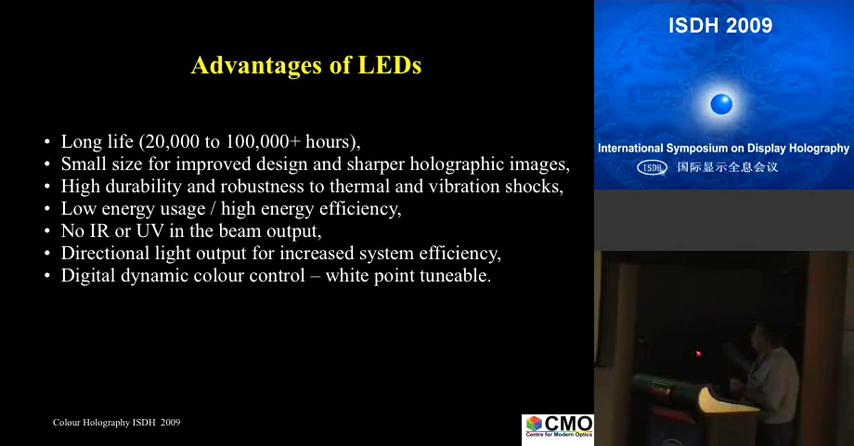 Advantages of LEDs
• Long life (20,000 to 100,000+ hours),
• Small size for improved design and sharper holographic images,
• High durability and robustness to thermal and vibration shocks,
• Low energy usage / high energy efficiency,
• No IR or UV in the beam output,
• Directional light output for increased system efficiency,
• Digital dynamic colour control – white point tuneable.
Colour Holography ISDH 2009
CMO
Centre for Modern Optics
ISDH 2009
International Symposium on Display Holography
ISDH 国际显示全息会议